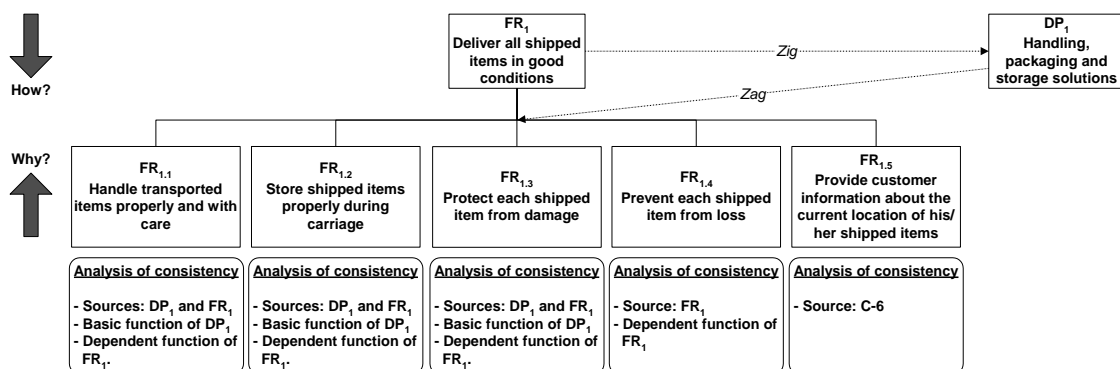 FR1
Deliver all shipped
items in good
conditions
DP1
Handling,
packaging and
storage solutions
Zig
Zag
How?
Why?
FR1.1
Handle transported
items properly and with
care
FR1.2
Store shipped items
properly during
carriage
FR1.3
Protect each shipped
item from damage
FR1.4
Prevent each shipped
item from loss
FR1.5
Provide customer
information about the
current location of his/
her shipped items
Analysis of consistency
- Sources: DP1 and FR1
- Basic function of DP1
- Dependent function of
FR1.
Analysis of consistency
- Sources: DP1 and FR1
- Basic function of DP1
- Dependent function of
FR1.
Analysis of consistency
- Sources: DP1 and FR1
- Basic function of DP1
- Dependent function of
FR1.
Analysis of consistency
- Source: FR1
- Dependent function of
FR1
Analysis of consistency
- Source: C-6